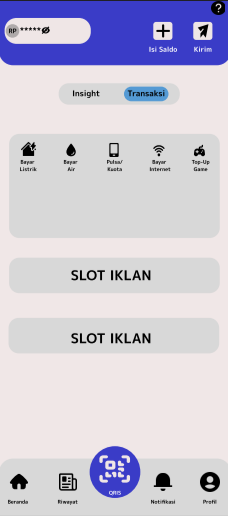 ?
RP *****
Isi Saldo
Kirim
Insight
Transaksi
Bayar
Listrik
Bayar
Air
Pulsa/
Kuota
Bayar
Internet
Top-Up
Game
SLOT IKLAN
SLOT IKLAN
Beranda
Riwayat
QRIS
Notifikasi
Profil